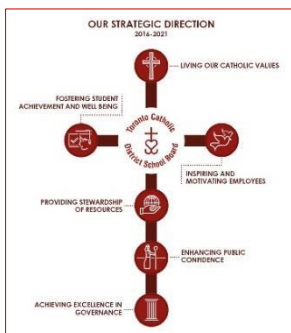 OUR STRATEGIC DIRECTION
2016-2021
LIVING OUR CATHOLIC VALUES
FOSTERING STUDENT
ACHIEVEMENT AND WELL BEING
Toronto Catholic
District School Board
INSPIRING AND
MOTIVATING EMPLOYEES
PROVIDING STEWARDSHIP
OF RESOURCES
ENHANCING PUBLIC
CONFIDENCE
ACHIEVING EXCELLENCE IN
GOVERNANCE